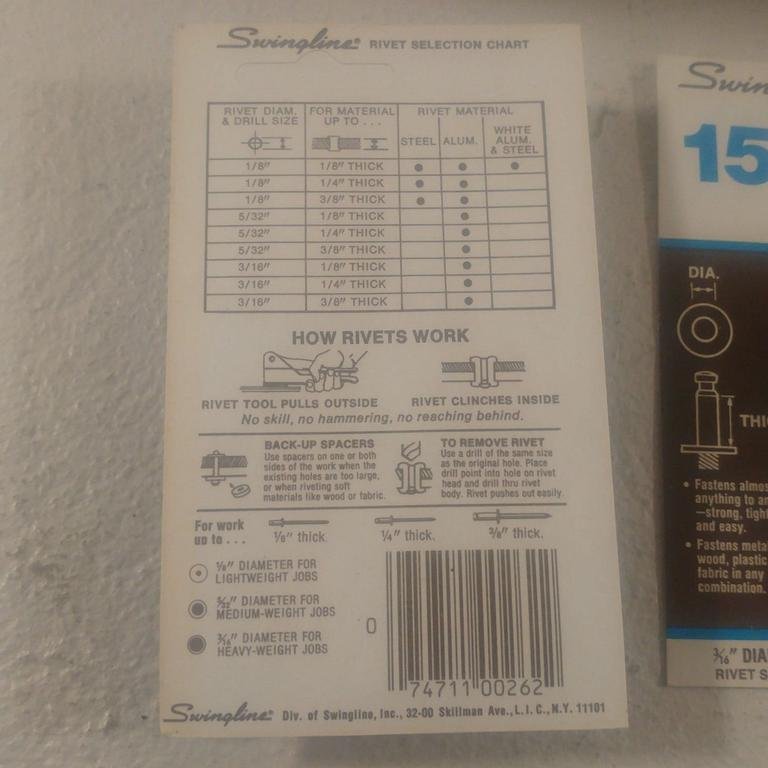 Swingline® RIVET SELECTION CHART
RIVET DIAM. & DRILL SIZE FOR MATERIAL UP TO . . . RIVET MATERIAL
STEEL ALUM. WHITE ALUM. & STEEL
1/8" 1/8" THICK ● ● ●
1/8" 1/4" THICK ● ●
1/8" 3/8" THICK ● ●
5/32" 1/8" THICK ●
5/32" 1/4" THICK ●
5/32" 3/8" THICK ●
3/16" 1/8" THICK ●
3/16" 1/4" THICK ●
3/16" 3/8" THICK ●
HOW RIVETS WORK
RIVET TOOL PULLS OUTSIDE
RIVET CLINCHES INSIDE
No skill, no hammering, no reaching behind.
BACK-UP SPACERS
Use spacers on one or both
sides of the work when the
existing holes are too large,
or when riveting soft
materials like wood or fabric.
TO REMOVE RIVET
Use a drill of the same size
as the original hole. Place
drill point into hole on rivet
head and drill thru rivet
body. Rivet pushes out easily.
For work
up to . . . 1/8" thick. 1/4" thick. 3/8" thick.
1/8" DIAMETER FOR
LIGHTWEIGHT JOBS
5/32" DIAMETER FOR
MEDIUM-WEIGHT JOBS
3/16" DIAMETER FOR
HEAVY-WEIGHT JOBS
0 74711 00262
Swingline® Div. of Swingline, Inc., 32-00 Skillman Ave., L.I.C., N.Y. 11101
Swin
15
DIA.
THI
• Fastens almos
anything to an
—strong, tight
and easy.
• Fastens meta
wood, plastic
fabric in any
combination.
3/16" DIA
RIVET S